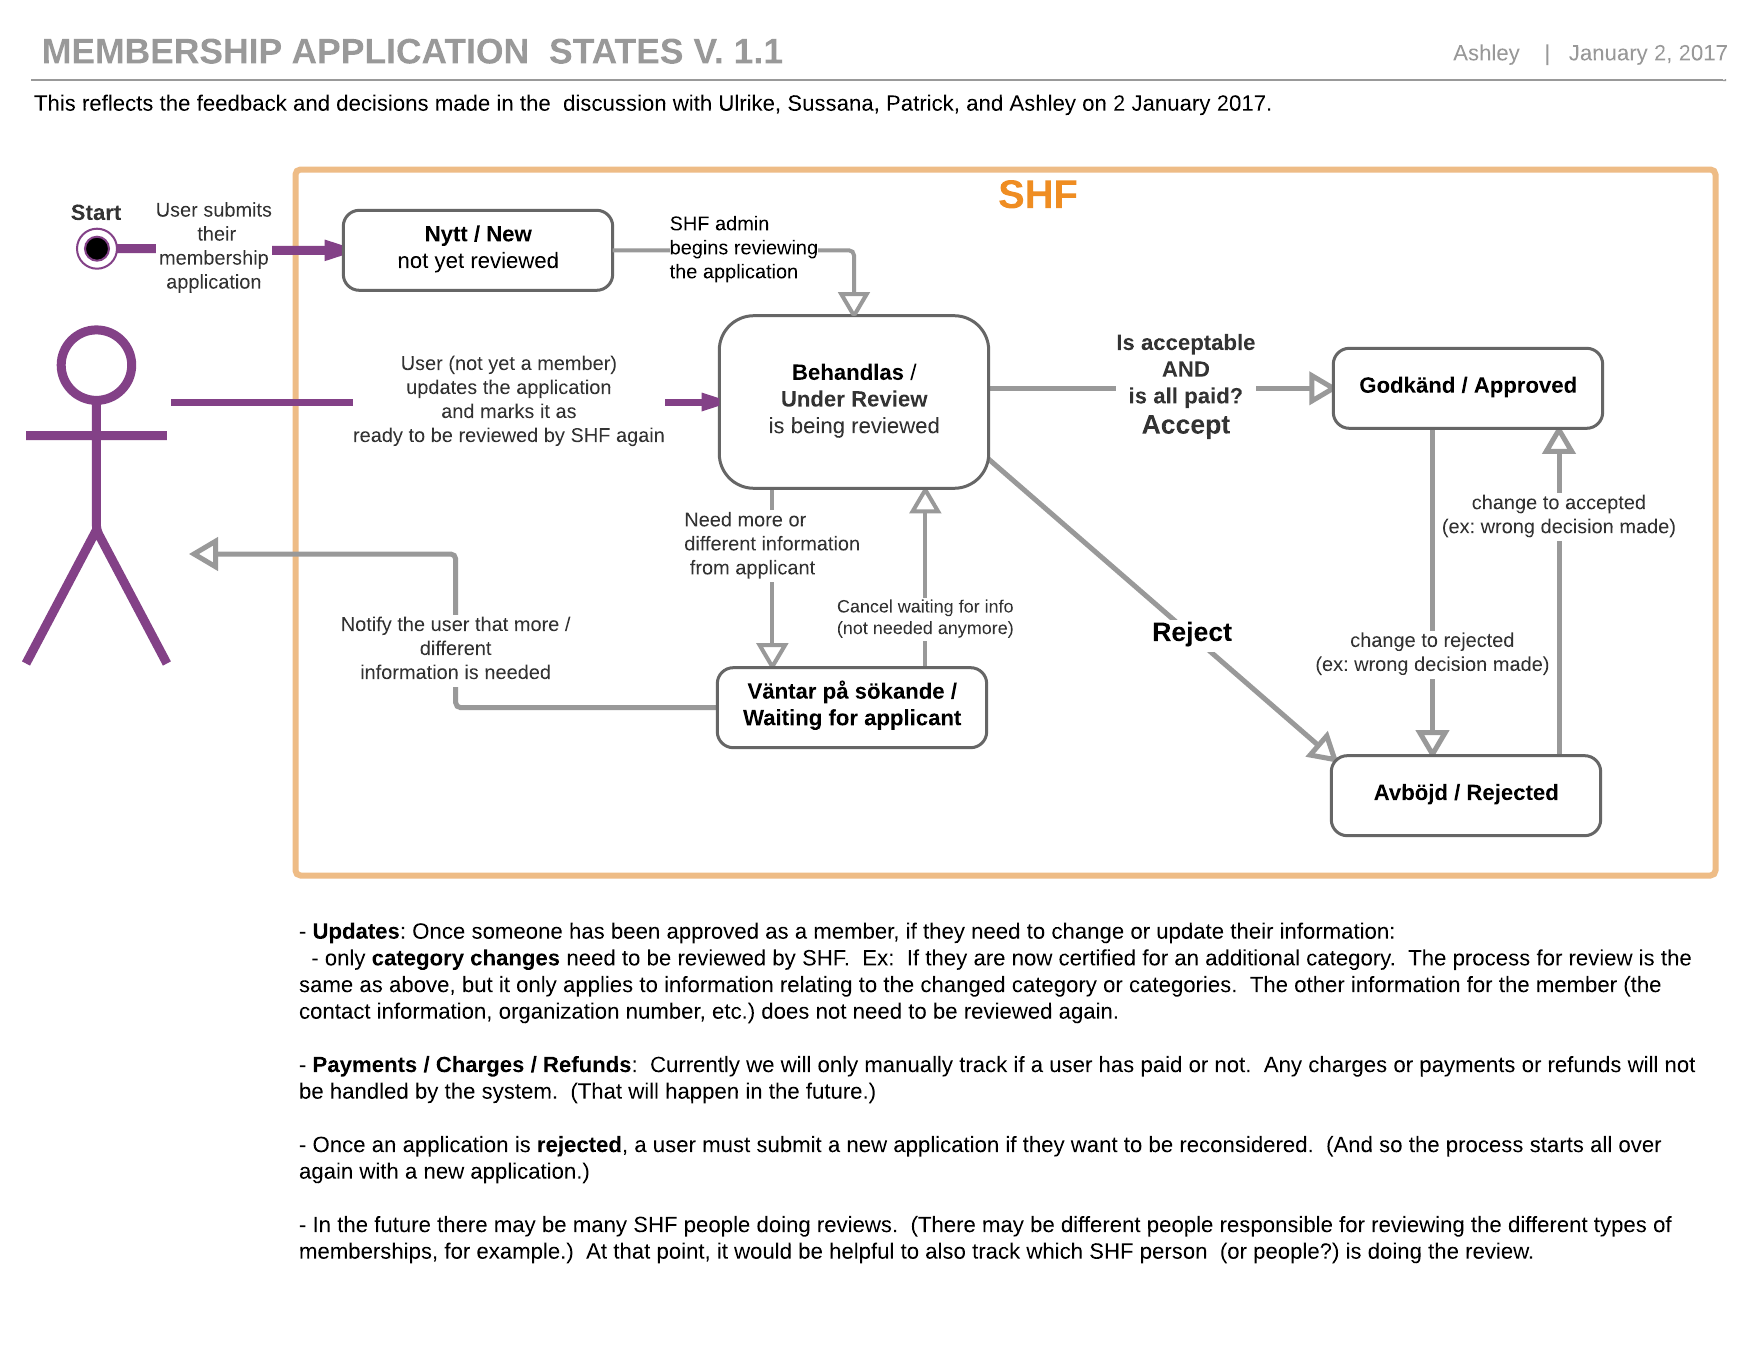 MEMBERSHIP APPLICATION  STATES V. 1.1
Ashley    |   January 2, 2017
This reflects the feedback and decisions made in the  discussion with Ulrike, Sussana, Patrick, and Ashley on 2 January 2017.
SHF
Start
User submits
their
membership
application
Nytt / New
not yet reviewed
SHF admin
begins reviewing
the application
User (not yet a member)
updates the application
and marks it as
ready to be reviewed by SHF again
Behandlas /
Under Review
is being reviewed
Is acceptable
AND
is all paid?
Accept
Godkänd / Approved
Need more or
different information
from applicant
Cancel waiting for info
(not needed anymore)
change to accepted
(ex: wrong decision made)
Notify the user that more /
different
information is needed
Reject
change to rejected
(ex: wrong decision made)
Väntar på sökande /
Waiting for applicant
Avböjd / Rejected
- Updates: Once someone has been approved as a member, if they need to change or update their information:
- only category changes need to be reviewed by SHF.  Ex:  If they are now certified for an additional category.  The process for review is the
same as above, but it only applies to information relating to the changed category or categories.  The other information for the member (the
contact information, organization number, etc.) does not need to be reviewed again.
- Payments / Charges / Refunds:  Currently we will only manually track if a user has paid or not.  Any charges or payments or refunds will not
be handled by the system.  (That will happen in the future.)
- Once an application is rejected, a user must submit a new application if they want to be reconsidered.  (And so the process starts all over
again with a new application.)
- In the future there may be many SHF people doing reviews.  (There may be different people responsible for reviewing the different types of
memberships, for example.)  At that point, it would be helpful to also track which SHF person  (or people?) is doing the review.